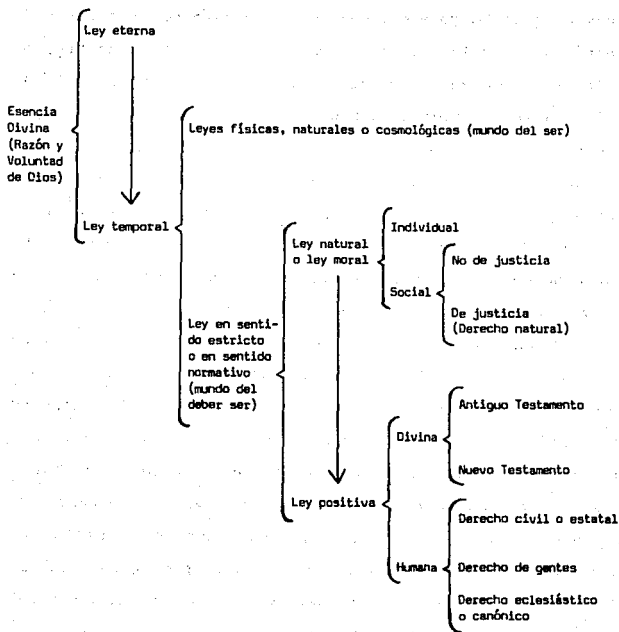 Ley eterna
Esencia
Divina
(Razón y
Voluntad
de Dios)
Ley temporal
Leyes físicas, naturales o cosmológicas (mundo del ser)
Ley en senti-
do estricto
o en sentido
normativo
(mundo del
deber ser)
Ley natural
o ley moral
Individual
Social
No de justicia
De justicia
(Derecho natural)
Ley positiva
Divina
Antiguo Testamento
Nuevo Testamento
Humana
Derecho civil o estatal
Derecho de gentes
Derecho eclesiástico
o canónico